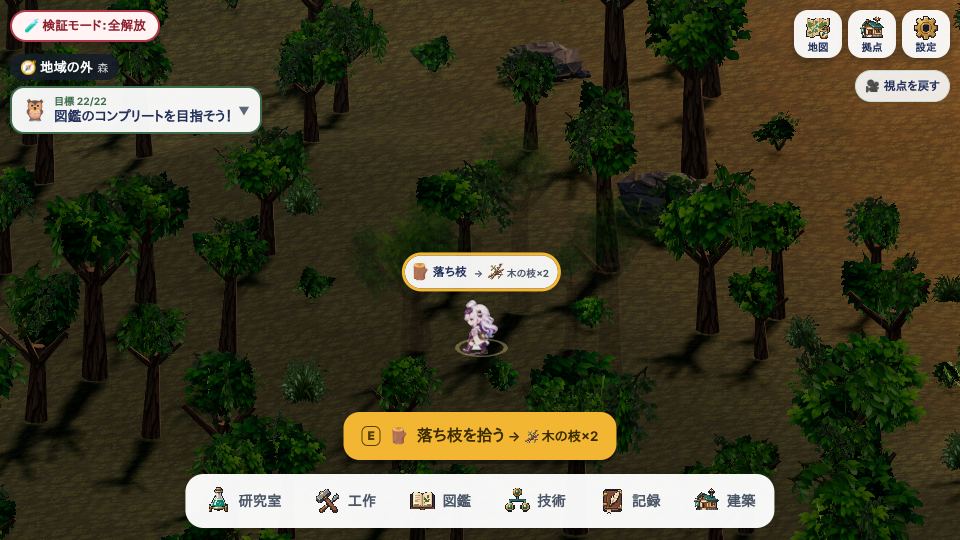 検証モード：全解放
地域の外 森
目標 22/22
図鑑のコンプリートを目指そう！
地図
拠点
設定
視点を戻す
落ち枝 → 木の枝×2
E 落ち枝を拾う → 木の枝×2
研究室
工作
図鑑
技術
記録
建築